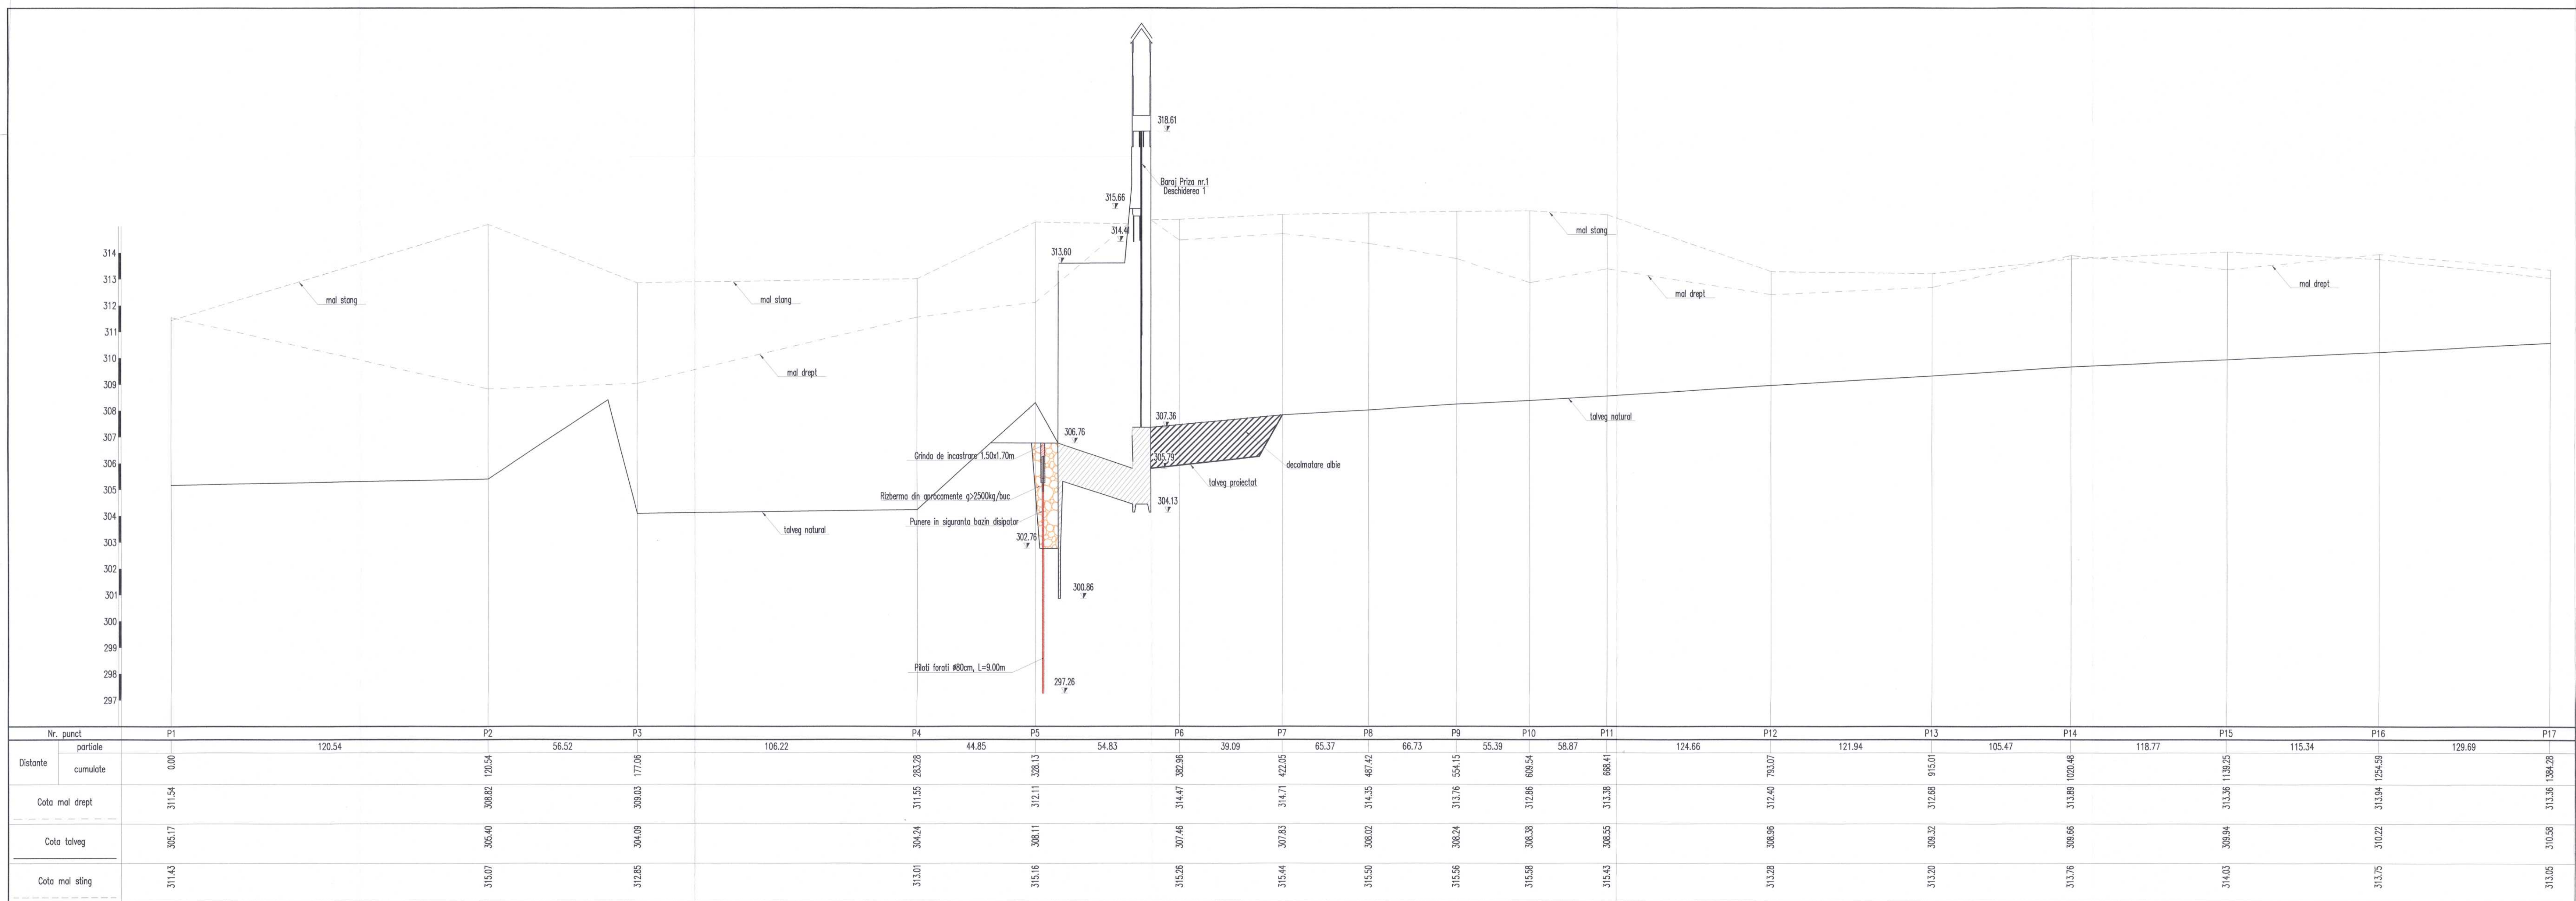 318.61
Baraj Priza nr.1
Deschiderea 1
315.66
314.41
313.60
mal stang
mal stang
mal stang
mal drept
mal drept
mal drept
314
313
312
311
310
309
308
307
306
305
304
303
302
301
300
299
298
297
307.36
306.76
305.79
304.13
talveg natural
decolmatare albie
talveg proiectat
Grinda de incastrare 1.50x1.70m
Rizberma din anrocamente g>2500kg/buc
Punere in siguranta bazin disipator
talveg natural
302.76
300.86
Piloti forati ø80cm, L=9.00m
297.26
Nr. punct P1 P2 P3 P4 P5 P6 P7 P8 P9 P10 P11 P12 P13 P14 P15 P16 P17
Distante
partiale 120.54 56.52 106.22 44.85 54.83 39.09 65.37 66.73 55.39 58.87 124.66 121.94 105.47 118.77 115.34 129.69
cumulate 0.00 120.54 177.06 283.28 328.13 382.96 422.05 487.42 554.15 609.54 668.41 793.07 915.01 1020.48 1139.25 1254.59 1384.28
Cota mal drept 311.54 308.82 309.03 311.55 312.11 314.47 314.71 314.35 313.76 312.86 313.38 312.40 312.68 313.89 313.36 313.94 313.36
Cota talveg 305.17 305.40 304.09 304.24 308.11 307.46 307.83 308.02 308.24 308.38 308.55 308.96 309.32 309.66 309.94 310.22 310.58
Cota mal sting 311.43 315.07 312.85 313.01 315.16 315.26 315.44 315.50 315.56 315.58 315.43 313.28 313.20 313.76 314.03 313.75 313.05